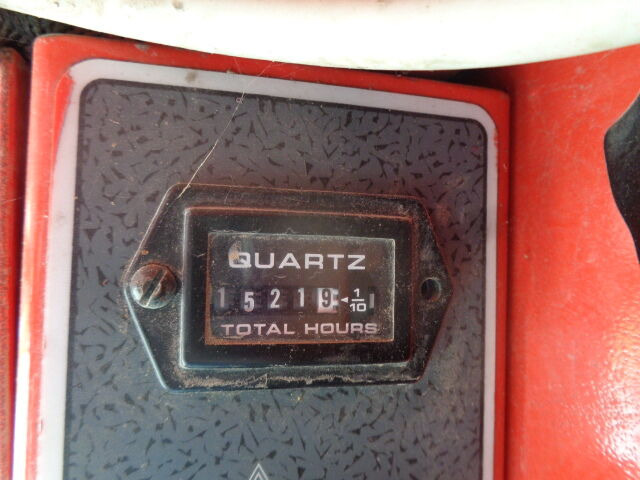 QUARTZ
15219 ◄ 1/10
TOTAL HOURS